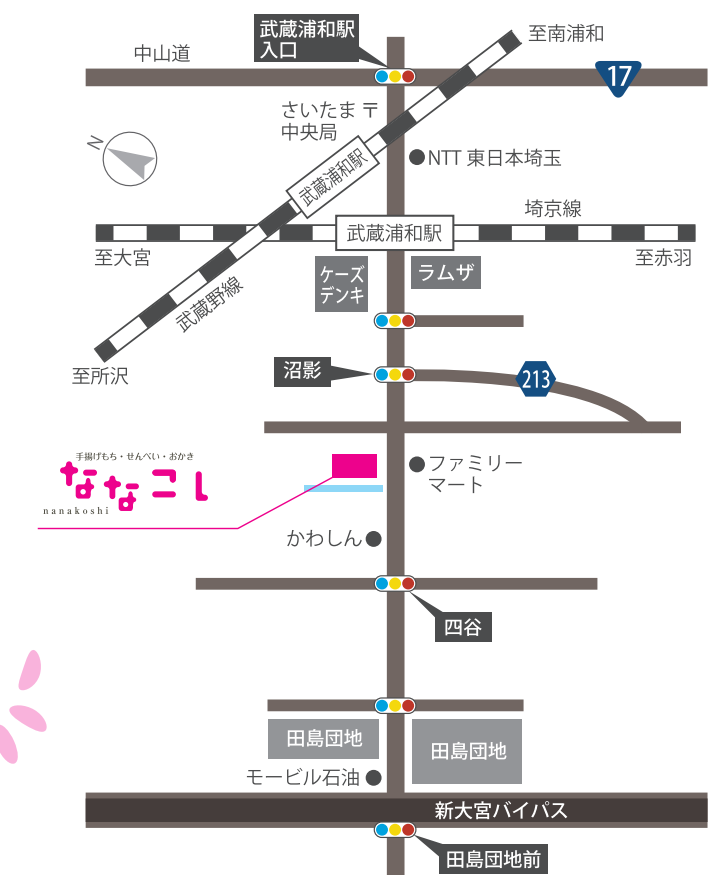 武蔵浦和駅
入口
至南浦和
中山道
17
さいたま〒
中央局
NTT 東日本埼玉
N
武蔵浦和駅
埼京線
武蔵浦和駅
至大宮
至赤羽
ケーズ
デンキ
ラムザ
武蔵野線
沼影
至所沢
213
手揚げもち・せんべい・おかき
ななこし
nanakoshi
ファミリー
マート
かわしん
四谷
田島団地
田島団地
モービル石油
新大宮バイパス
田島団地前